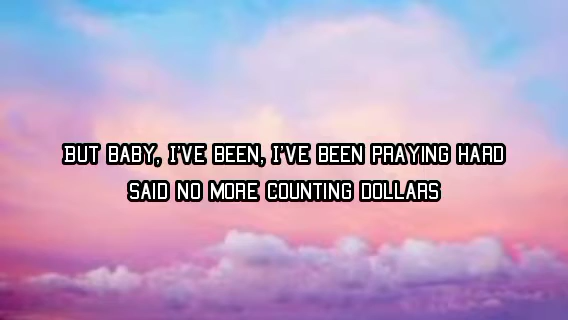 BUT BABY, I'VE BEEN, I'VE BEEN PRAYING HARD
SAID NO MORE COUNTING DOLLARS